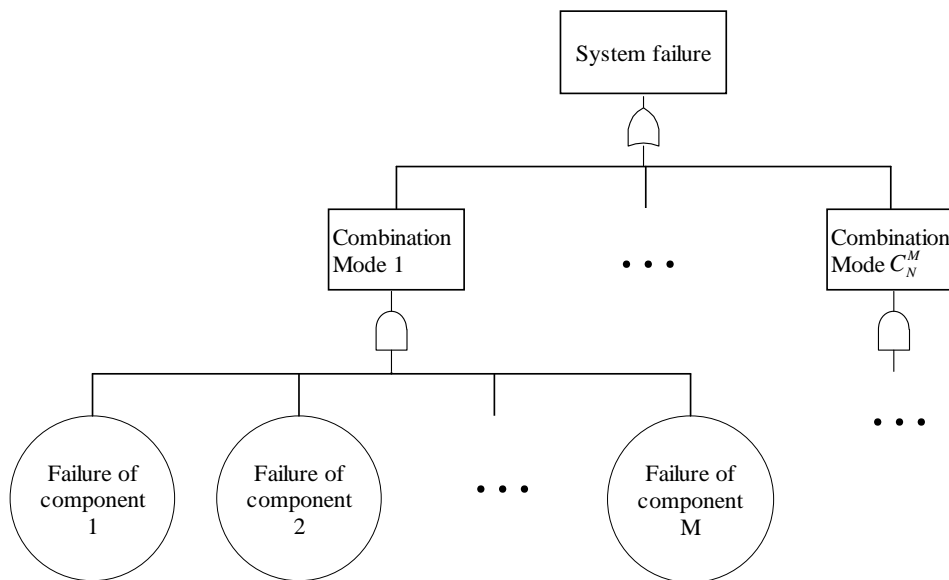 System failure
Combination
Mode 1
• • •
Combination
Mode C_N^M
Failure of
component
1
Failure of
component
2
• • •
Failure of
component
M
• • •